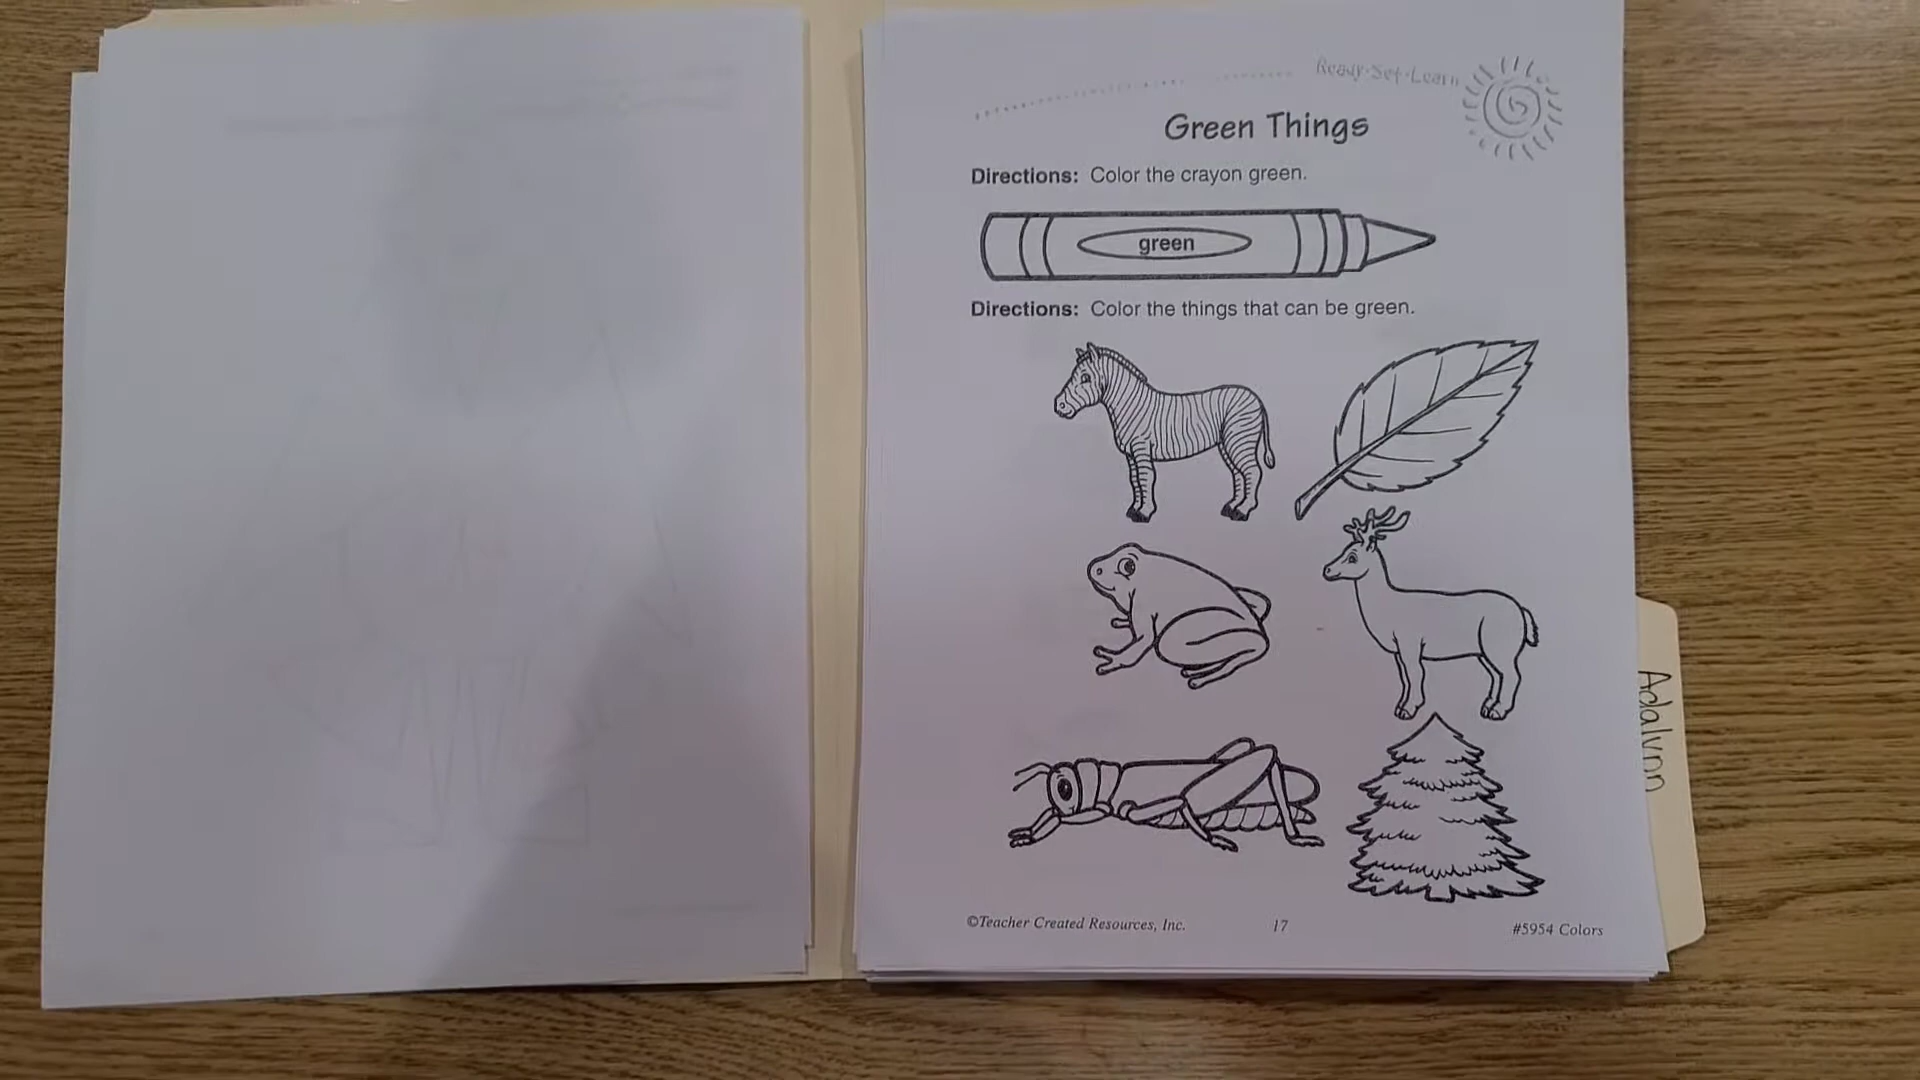 Ready·Set·Learn
Green Things
Directions: Color the crayon green.
green
Directions: Color the things that can be green.
Adalynn
©Teacher Created Resources, Inc.
17
#5954 Colors